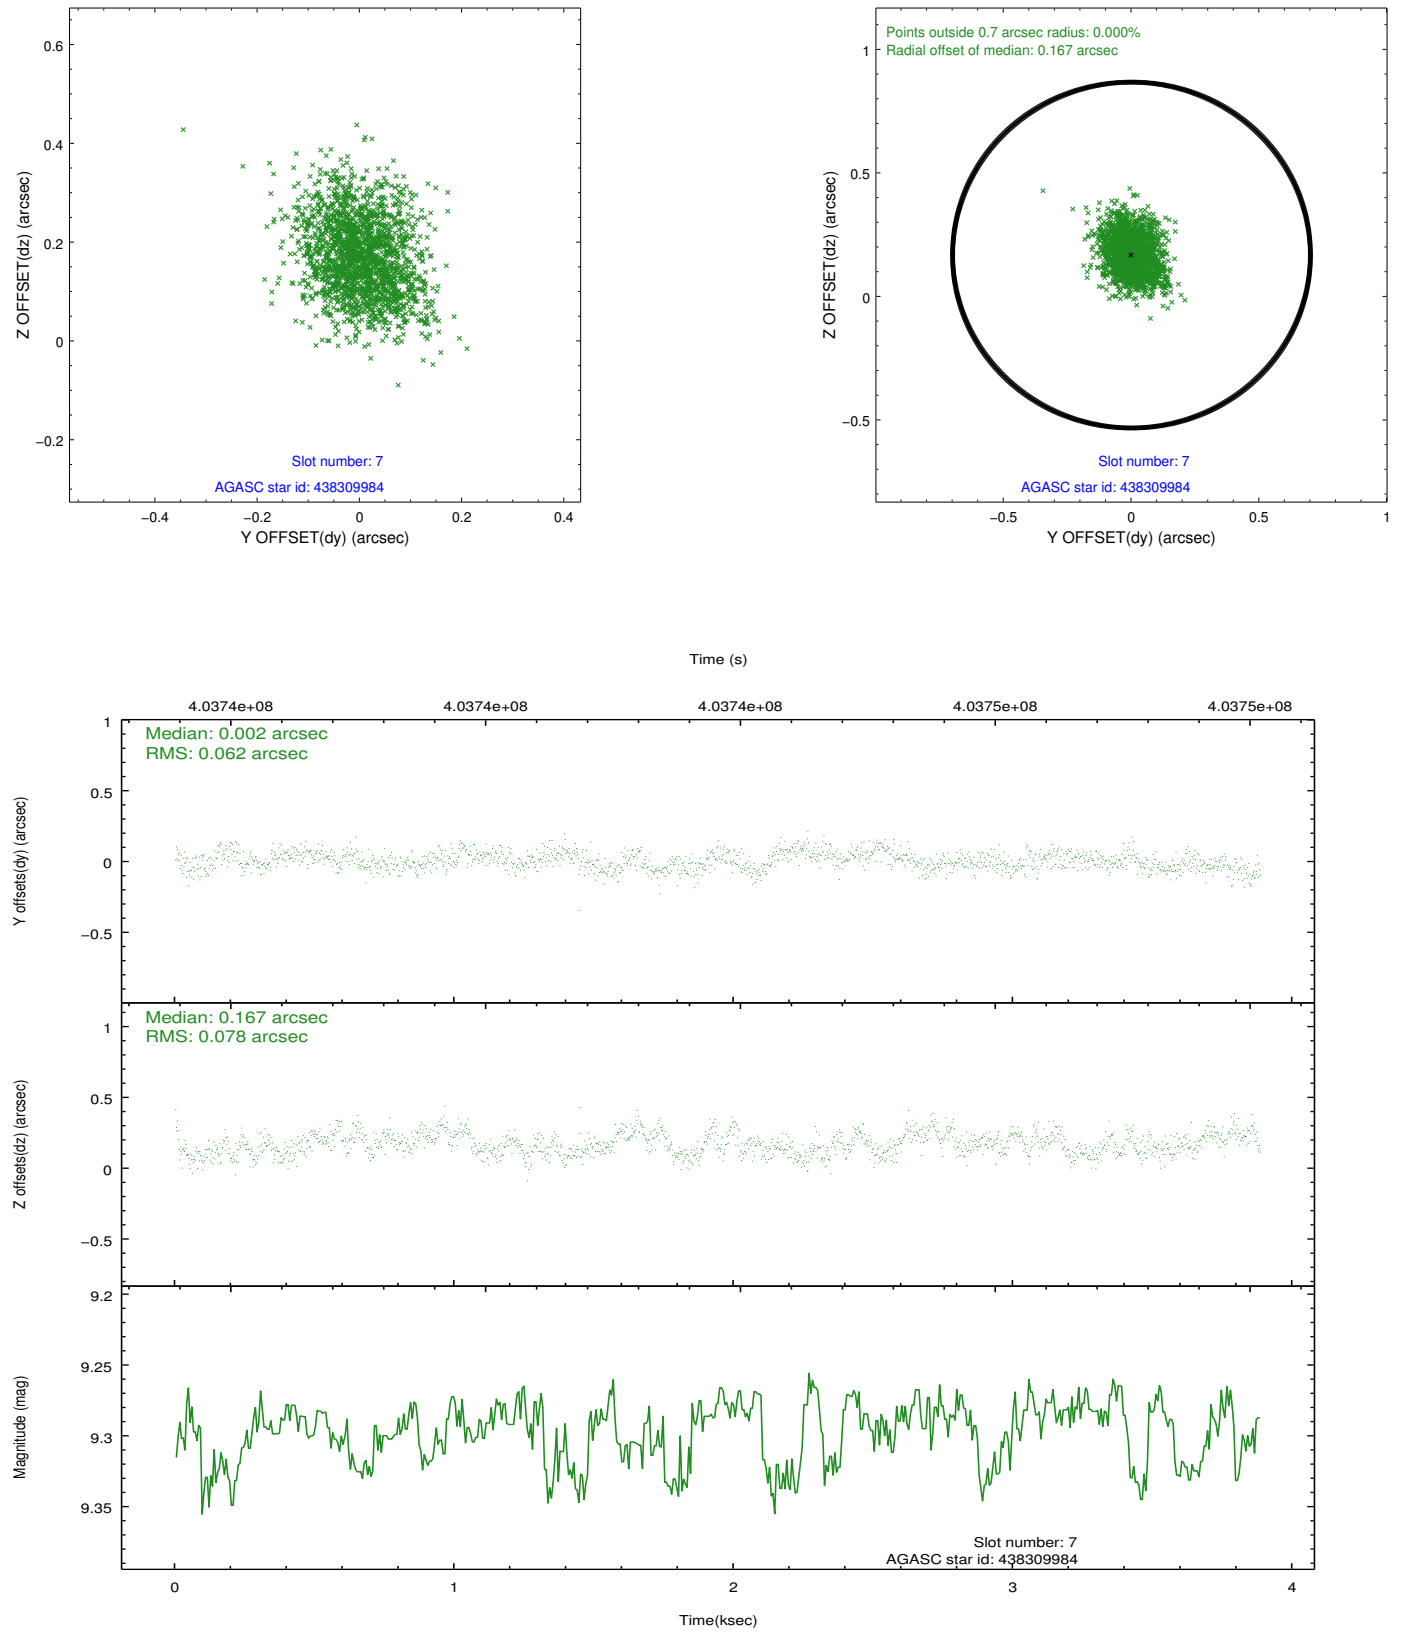 0.6
0.4
0.2
0
−0.2
Z OFFSET(dz) (arcsec)
Slot number: 7
AGASC star id: 438309984
−0.4 −0.2 0 0.2 0.4
Y OFFSET(dy) (arcsec)
Points outside 0.7 arcsec radius: 0.000%
Radial offset of median: 0.167 arcsec
1
0.5
0
−0.5
Z OFFSET(dz) (arcsec)
Slot number: 7
AGASC star id: 438309984
−0.5 0 0.5 1
Y OFFSET(dy) (arcsec)
Time (s)
4.0374e+08 4.0374e+08 4.0374e+08 4.0375e+08 4.0375e+08
Median: 0.002 arcsec
RMS: 0.062 arcsec
1
0.5
0
−0.5
Y offsets(dy) (arcsec)
Median: 0.167 arcsec
RMS: 0.078 arcsec
1
0.5
0
−0.5
Z offsets(dz) (arcsec)
9.2
9.25
9.3
9.35
Magnitude (mag)
Slot number: 7
AGASC star id: 438309984
0 1 2 3 4
Time(ksec)